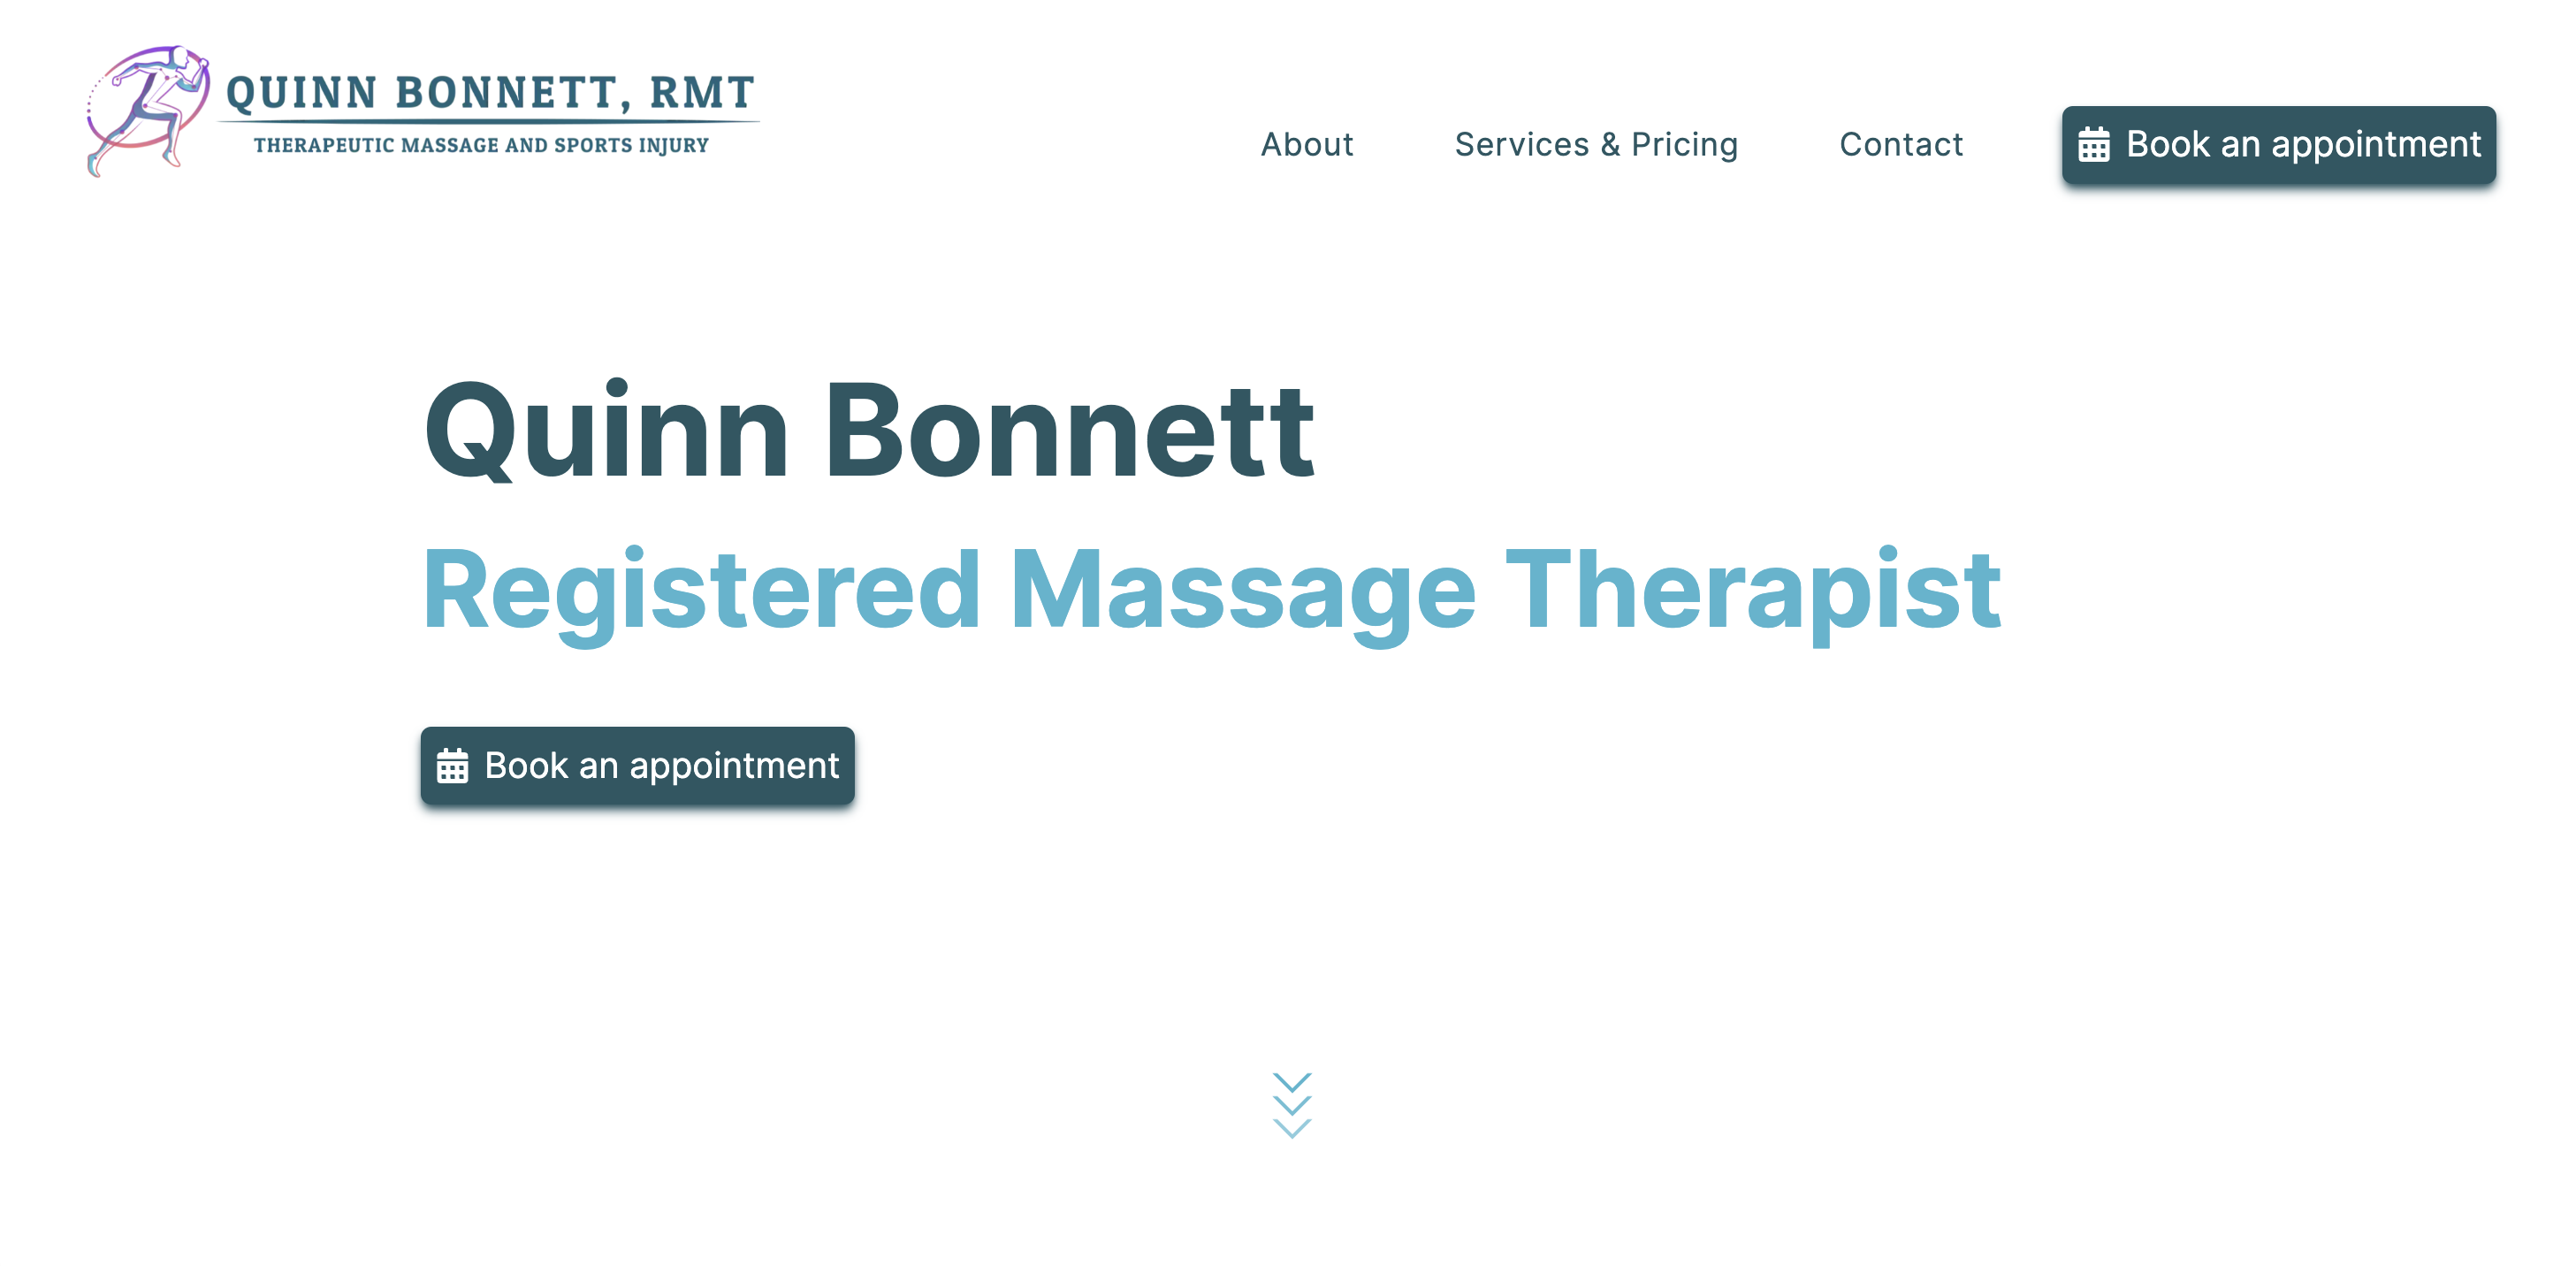 QUINN BONNETT, RMT
THERAPEUTIC MASSAGE AND SPORTS INJURY
About
Services & Pricing
Contact
Book an appointment
Quinn Bonnett
Registered Massage Therapist
Book an appointment